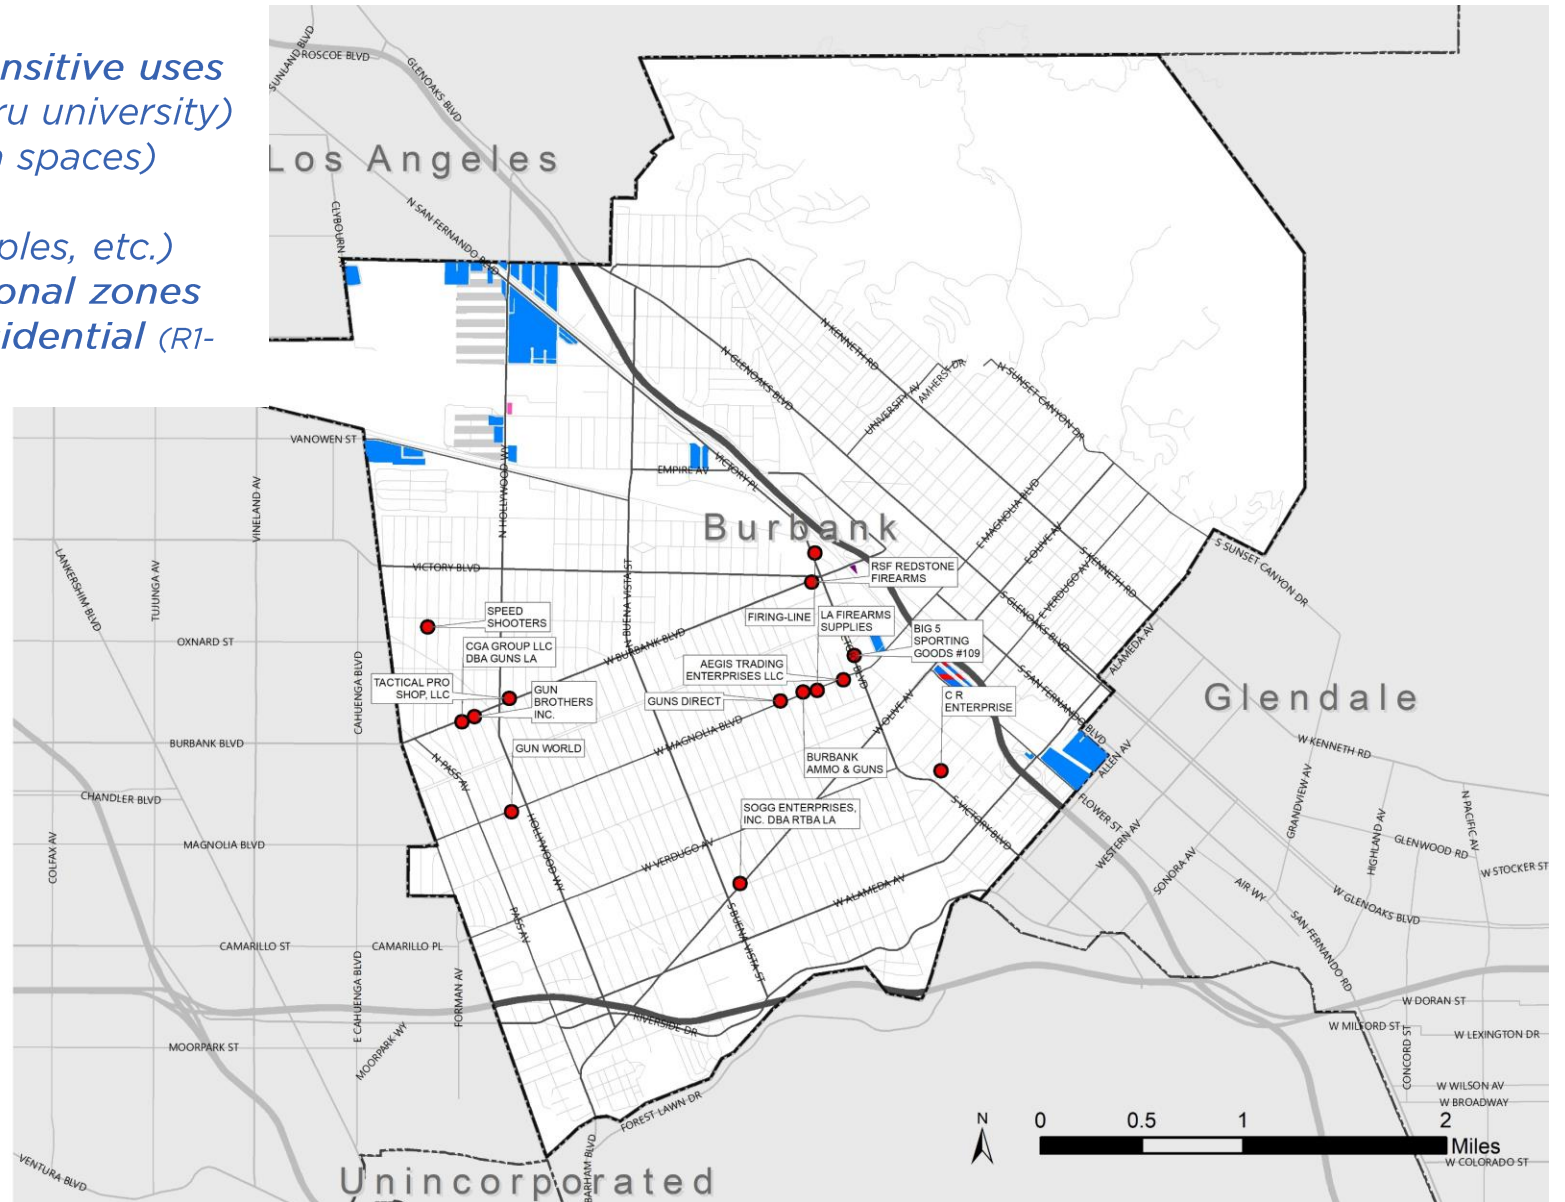 nsitive uses
ru university)
n spaces)
ples, etc.)
onal zones
sidential (R1-
SUNLAND BLVD
ROSCOE BLVD
GLENOAKS BLVD
Los Angeles
CLYBOURN AV
N SAN FERNANDO BLVD
N KENNETH RD
N GLENOAKS BLVD
UNIVERSITY AV
AMHERST DR
N SUNSET CANYON DR
VANOWEN ST
VINELAND AV
N HOLLYWOOD WY
EMPIRE AV
VICTORY PL
Burbank
E MAGNOLIA BLVD
E OLIVE AV
S KENNETH RD
E VERDUGO AV
S GLENOAKS BLVD
S SUNSET CANYON DR
LANKERSHIM BLVD
TUJUNGA AV
VICTORY BLVD
N BUENA VISTA ST
RSF REDSTONE
FIREARMS
SPEED
SHOOTERS
FIRING-LINE
LA FIREARMS
SUPPLIES
BIG 5
SPORTING
GOODS #109
OXNARD ST
CGA GROUP LLC
DBA GUNS LA
W BURBANK BLVD
AEGIS TRADING
ENTERPRISES LLC
ALAMEDA AV
CAHUENGA BLVD
TACTICAL PRO
SHOP, LLC
GUN
BROTHERS
INC.
GUNS DIRECT
C R
ENTERPRISE
S SAN FERNANDO BLVD
Glendale
W OLIVE AV
W MAGNOLIA BLVD
BURBANK BLVD
GUN WORLD
BURBANK
AMMO & GUNS
ALLEN AV
W KENNETH RD
N PASS AV
CHANDLER BLVD
SOGG ENTERPRISES,
INC. DBA RTBA LA
S VICTORY BLVD
FLOWER ST
WESTERN AV
GRANDVIEW AV
HIGHLAND AV
N PACIFIC AV
COLFAX AV
MAGNOLIA BLVD
HOLLYWOOD WY
W VERDUGO AV
GLENWOOD RD
W STOCKER ST
SONORA AV
AIR WY
W ALAMEDA AV
W GLENOAKS BLVD
PASS AV
S BUENA VISTA ST
CAMARILLO ST
CAMARILLO PL
SAN FERNANDO RD
E CAHUENGA BLVD
FORMAN AV
W DORAN ST
RIVERSIDE DR
W MILFORD ST
W LEXINGTON DR
MOORPARK ST
MOORPARK WY
CONCORD ST
W WILSON AV
W BROADWAY
FOREST LAWN DR
N
0 0.5 1 2
Miles
W COLORADO ST
BARHAM BLVD
VENTURA BLVD
Unincorporated